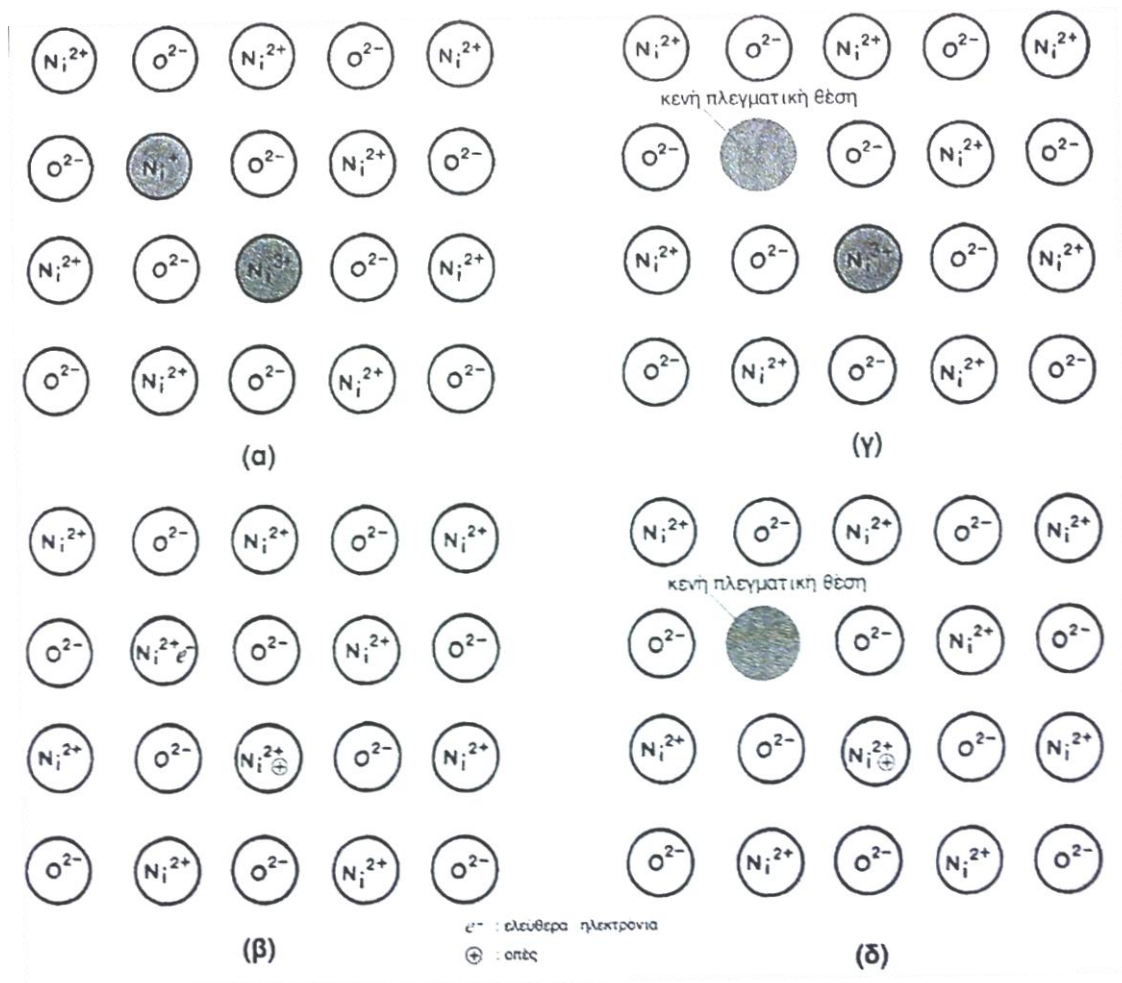 Ni²⁺ O²⁻ Ni²⁺ O²⁻ Ni²⁺
O²⁻ Ni⁺ O²⁻ Ni²⁺ O²⁻
Ni²⁺ O²⁻ Ni³⁺ O²⁻ Ni²⁺
O²⁻ Ni²⁺ O²⁻ Ni²⁺ O²⁻
(α)
Ni²⁺ O²⁻ Ni²⁺ O²⁻ Ni²⁺
κενή πλεγματική θέση
O²⁻ O²⁻ Ni²⁺ O²⁻
Ni²⁺ O²⁻ Ni³⁺ O²⁻ Ni²⁺
O²⁻ Ni²⁺ O²⁻ Ni²⁺ O²⁻
(γ)
Ni²⁺ O²⁻ Ni²⁺ O²⁻ Ni²⁺
O²⁻ Ni²⁺e⁻ O²⁻ Ni²⁺ O²⁻
Ni²⁺ O²⁻ Ni²⁺⊕ O²⁻ Ni²⁺
O²⁻ Ni²⁺ O²⁻ Ni²⁺ O²⁻
(β)
Ni²⁺ O²⁻ Ni²⁺ O²⁻ Ni²⁺
κενή πλεγματική θέση
O²⁻ O²⁻ Ni²⁺ O²⁻
Ni²⁺ O²⁻ Ni²⁺⊕ O²⁻ Ni²⁺
O²⁻ Ni²⁺ O²⁻ Ni²⁺ O²⁻
(δ)
e⁻ : ελεύθερα ηλεκτρόνια
⊕ : οπές